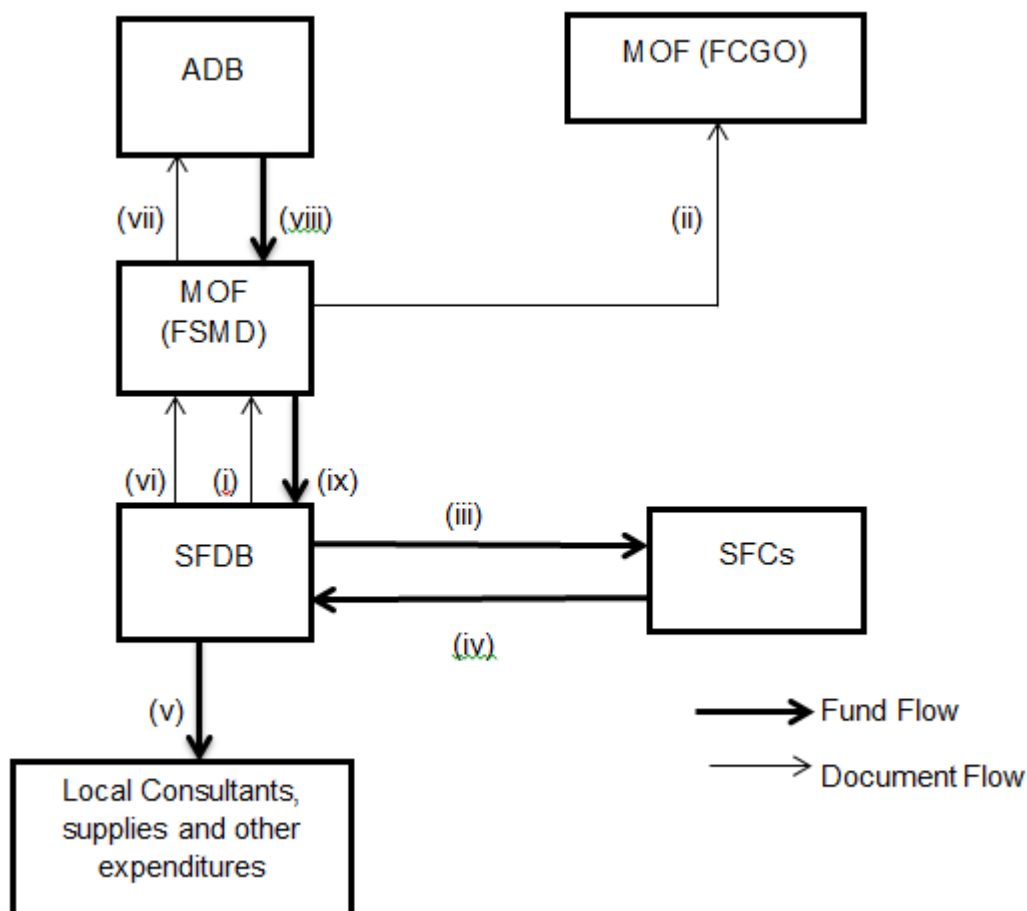 ADB
MOF (FCGO)
(vii)
(viii)
(ii)
MOF
(FSMD)
(vi)
(i)
(ix)
(iii)
SFDB
SFCs
(iv)
(v)
Fund Flow
Document Flow
Local Consultants,
supplies and other
expenditures